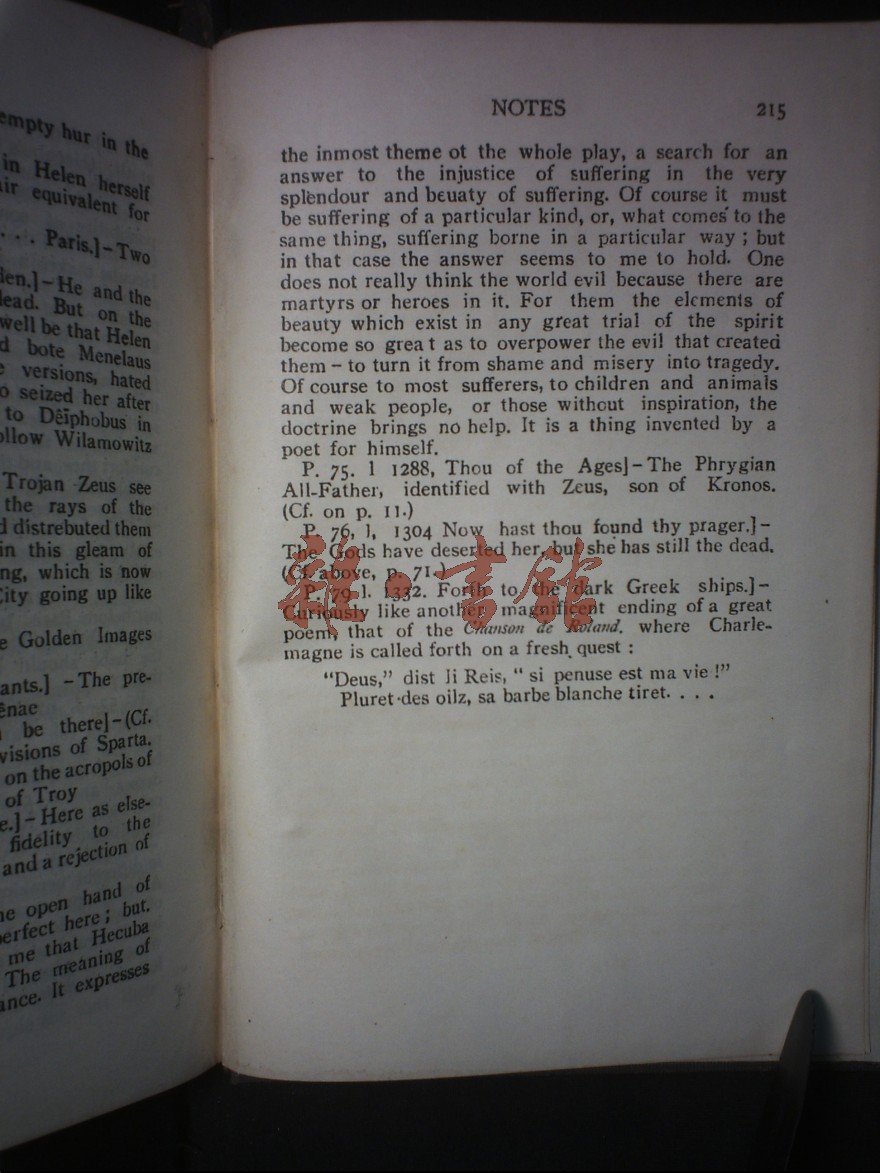 empty hur in the
in Helen herself
equivalent for
. . . Paris.]–Two
He and the
But on the
well be that Helen
bote Menelaus
versions, hated
seized her after
to Dêïphobus in
Wilamowitz
Trojan Zeus see
the rays of the
distrebuted them
in this gleam of
which is now
City going up like
Golden Images
–The pre-
be there]–(Cf.
visions of Sparta.
on the acropols of
of Troy
Here as else-
fidelity to the
and a rejection of
open hand of
perfect here ; but.
me that Hecuba
The meaning of
It expresses
NOTES 215
the inmost theme ot the whole play, a search for an
answer to the injustice of suffering in the very
splendour and beuaty of suffering. Of course it must
be suffering of a particular kind, or, what comes to the
same thing, suffering borne in a particular way ; but
in that case the answer seems to me to hold. One
does not really think the world evil because there are
martyrs or heroes in it. For them the elements of
beauty which exist in any great trial of the spirit
become so grea t as to overpower the evil that created
them – to turn it from shame and misery into tragedy.
Of course to most sufferers, to children and animals
and weak people, or those without inspiration, the
doctrine brings no help. It is a thing invented by a
poet for himself.
P. 75. l 1288, Thou of the Ages]–The Phrygian
All-Father, identified with Zeus, son of Kronos.
(Cf. on p. 11.)
P. 76, l, 1304 Now hast thou found thy prager.]–
The Gods have deserted her, but she has still the dead.
(Cf above, p. 71.)
P. 79 l. 1332. Forth to the dark Greek ships.]–
Curiously like another magnificent ending of a great
poem, that of the Chanson de Roland. where Charle-
magne is called forth on a fresh quest :
“Deus,” dist li Reis, “ si penuse est ma vie !”
Pluret des oilz, sa barbe blanche tiret. . . .